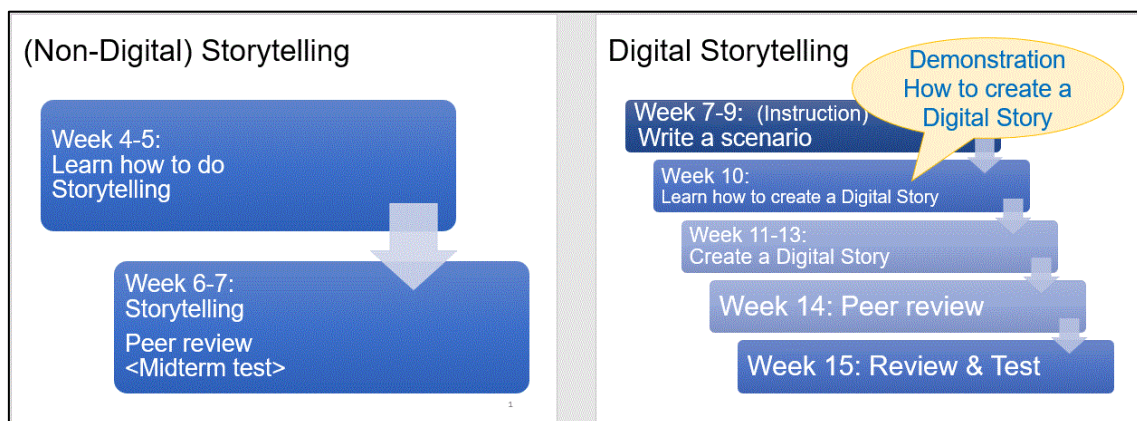 (Non-Digital) Storytelling
Week 4-5:
Learn how to do
Storytelling
Week 6-7:
Storytelling
Peer review
<Midterm test>
1
Digital Storytelling
Demonstration
How to create a
Digital Story
Week 7-9: (Instruction)
Write a scenario
Week 10:
Learn how to create a Digital Story
Week 11-13:
Create a Digital Story
Week 14: Peer review
Week 15: Review & Test